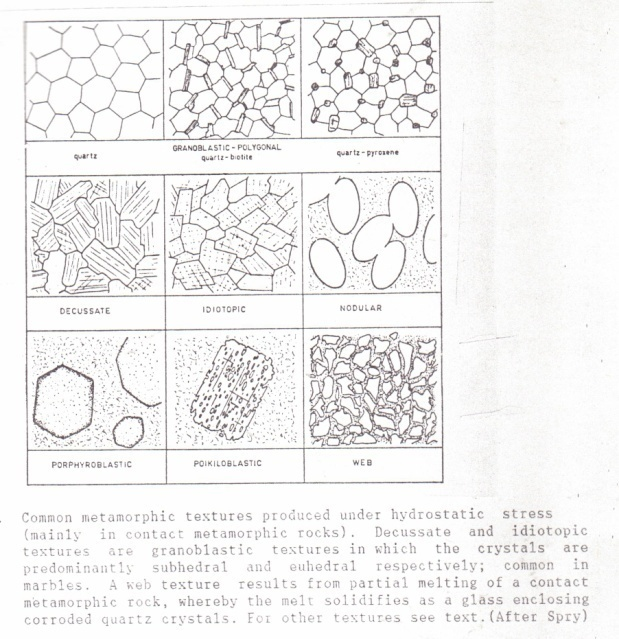 GRANOBLASTIC - POLYGONAL
quartz
quartz - biotite
quartz - pyroxene
DECUSSATE
IDIOTOPIC
NODULAR
PORPHYROBLASTIC
POIKILOBLASTIC
WEB
Common metamorphic textures produced under hydrostatic stress
(mainly in contact metamorphic rocks). Decussate and idiotopic
textures are granoblastic textures in which the crystals are
predominantly subhedral and euhedral respectively; common in
marbles. A web texture results from partial melting of a contact
metamorphic rock, whereby the melt solidifies as a glass enclosing
corroded quartz crystals. For other textures see text.(After Spry)